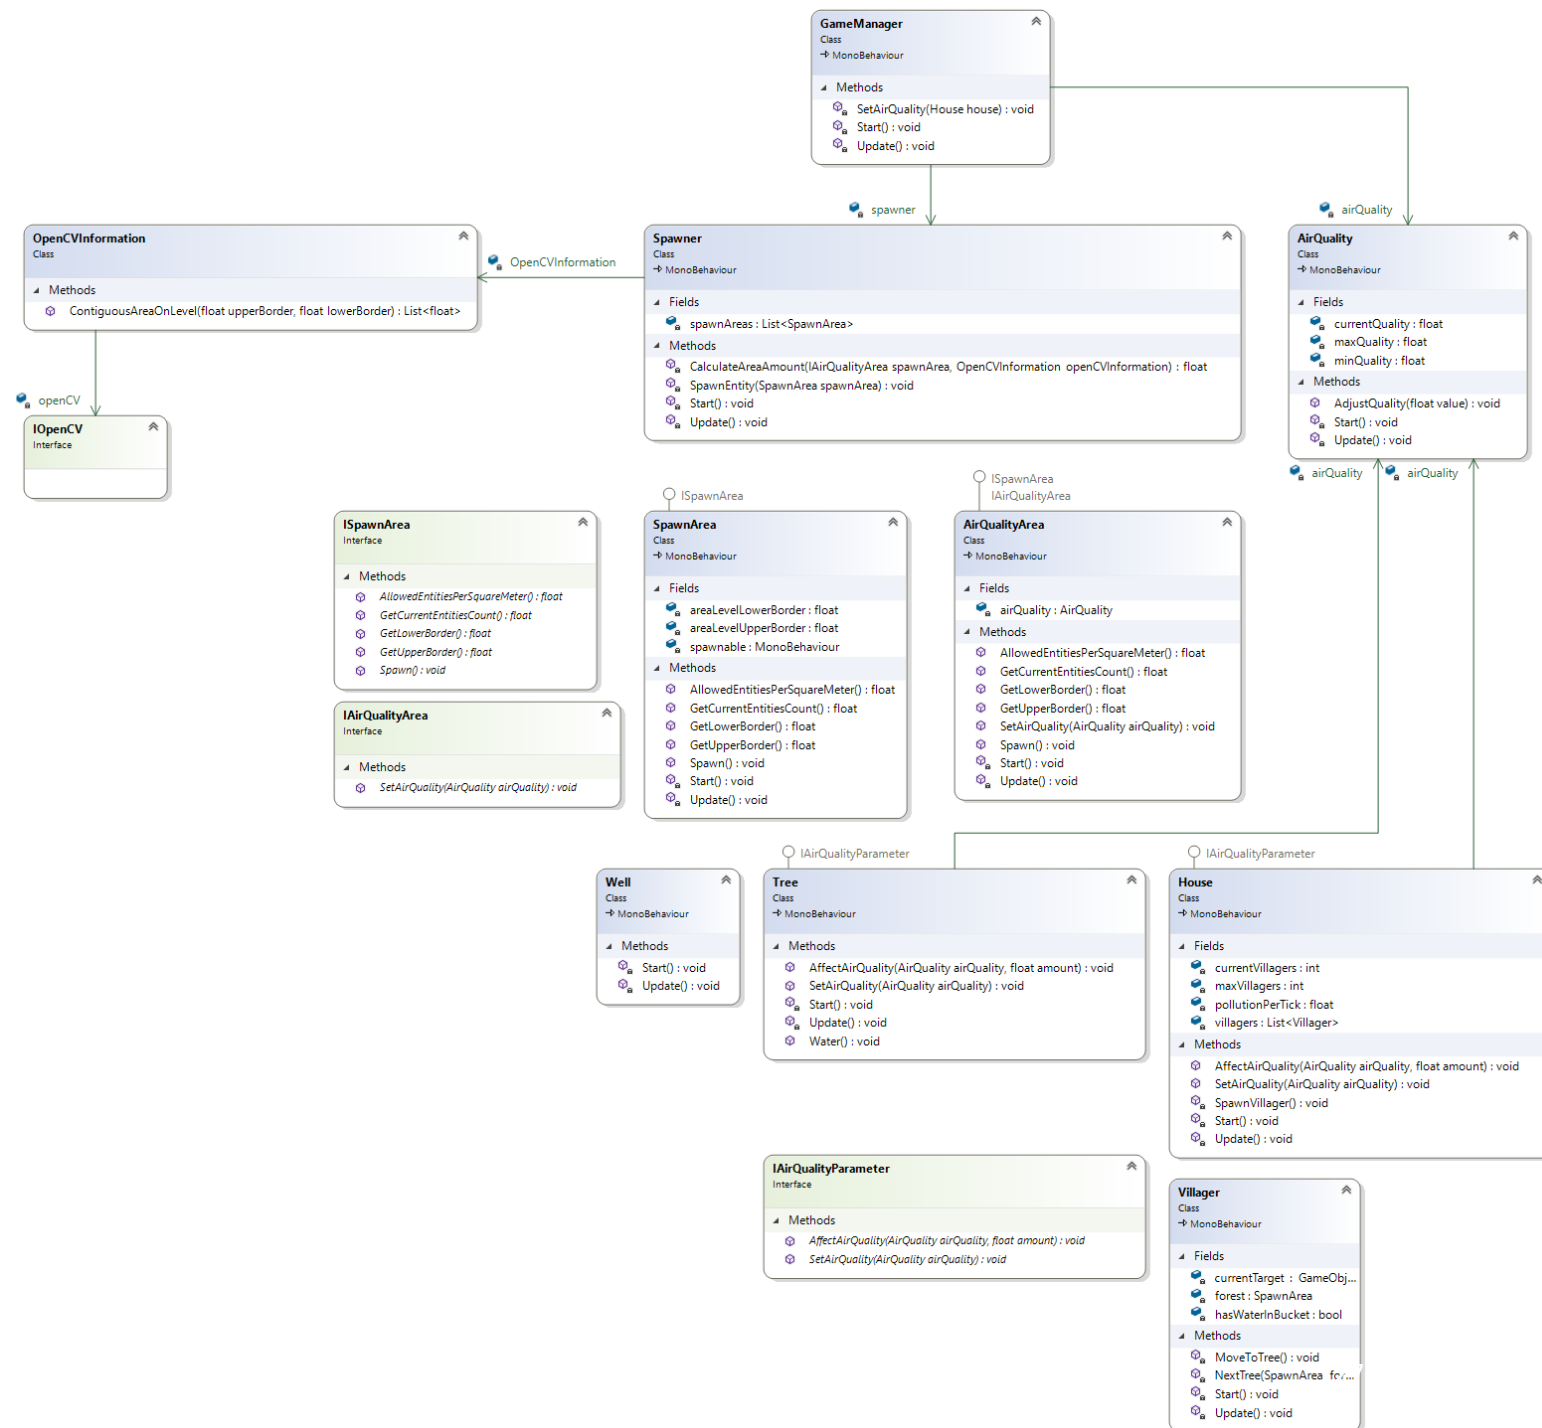 GameManager
Class
MonoBehaviour
Methods
SetAirQuality(House house) : void
Start() : void
Update() : void
spawner
airQuality
OpenCVInformation
Class
Methods
ContiguousAreaOnLevel(float upperBorder, float lowerBorder) : List<float>
OpenCVInformation
Spawner
Class
MonoBehaviour
Fields
spawnAreas : List<SpawnArea>
Methods
CalculateAreaAmount(IAirQualityArea spawnArea, OpenCVInformation openCVInformation) : float
SpawnEntity(SpawnArea spawnArea) : void
Start() : void
Update() : void
AirQuality
Class
MonoBehaviour
Fields
currentQuality : float
maxQuality : float
minQuality : float
Methods
AdjustQuality(float value) : void
Start() : void
Update() : void
openCV
IOpenCV
Interface
airQuality
airQuality
ISpawnArea
Interface
Methods
AllowedEntitiesPerSquareMeter() : float
GetCurrentEntitiesCount() : float
GetLowerBorder() : float
GetUpperBorder() : float
Spawn() : void
IAirQualityArea
Interface
Methods
SetAirQuality(AirQuality airQuality) : void
ISpawnArea
SpawnArea
Class
MonoBehaviour
Fields
areaLevelLowerBorder : float
areaLevelUpperBorder : float
spawnable : MonoBehaviour
Methods
AllowedEntitiesPerSquareMeter() : float
GetCurrentEntitiesCount() : float
GetLowerBorder() : float
GetUpperBorder() : float
Spawn() : void
Start() : void
Update() : void
ISpawnArea
IAirQualityArea
AirQualityArea
Class
MonoBehaviour
Fields
airQuality : AirQuality
Methods
AllowedEntitiesPerSquareMeter() : float
GetCurrentEntitiesCount() : float
GetLowerBorder() : float
GetUpperBorder() : float
SetAirQuality(AirQuality airQuality) : void
Spawn() : void
Start() : void
Update() : void
Well
Class
MonoBehaviour
Methods
Start() : void
Update() : void
IAirQualityParameter
Tree
Class
MonoBehaviour
Methods
AffectAirQuality(AirQuality airQuality, float amount) : void
SetAirQuality(AirQuality airQuality) : void
Start() : void
Update() : void
Water() : void
IAirQualityParameter
House
Class
MonoBehaviour
Fields
currentVillagers : int
maxVillagers : int
pollutionPerTick : float
villagers : List<Villager>
Methods
AffectAirQuality(AirQuality airQuality, float amount) : void
SetAirQuality(AirQuality airQuality) : void
SpawnVillager() : void
Start() : void
Update() : void
IAirQualityParameter
Interface
Methods
AffectAirQuality(AirQuality airQuality, float amount) : void
SetAirQuality(AirQuality airQuality) : void
Villager
Class
MonoBehaviour
Fields
currentTarget : GameObj...
forest : SpawnArea
hasWaterInBucket : bool
Methods
MoveToTree() : void
NextTree(SpawnArea fo...
Start() : void
Update() : void